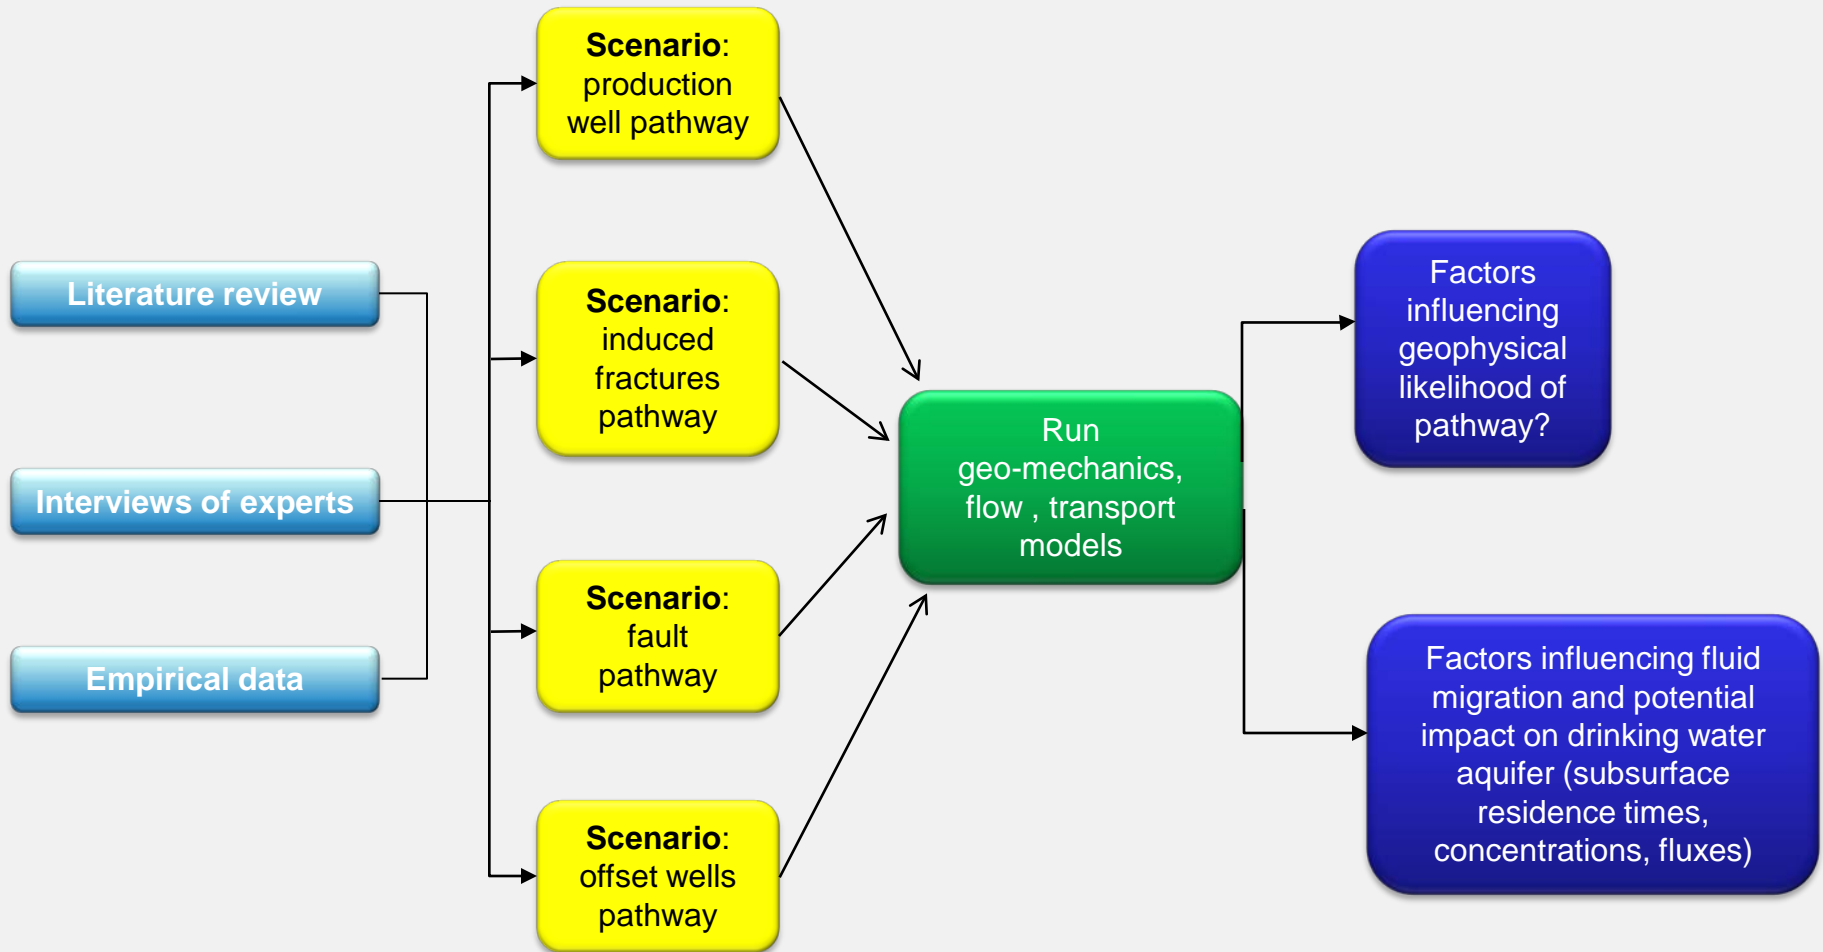 Literature review
Interviews of experts
Empirical data
Scenario:
production
well pathway
Scenario:
induced
fractures
pathway
Scenario:
fault
pathway
Scenario:
offset wells
pathway
Run
geo-mechanics,
flow , transport
models
Factors
influencing
geophysical
likelihood of
pathway?
Factors influencing fluid
migration and potential
impact on drinking water
aquifer (subsurface
residence times,
concentrations, fluxes)